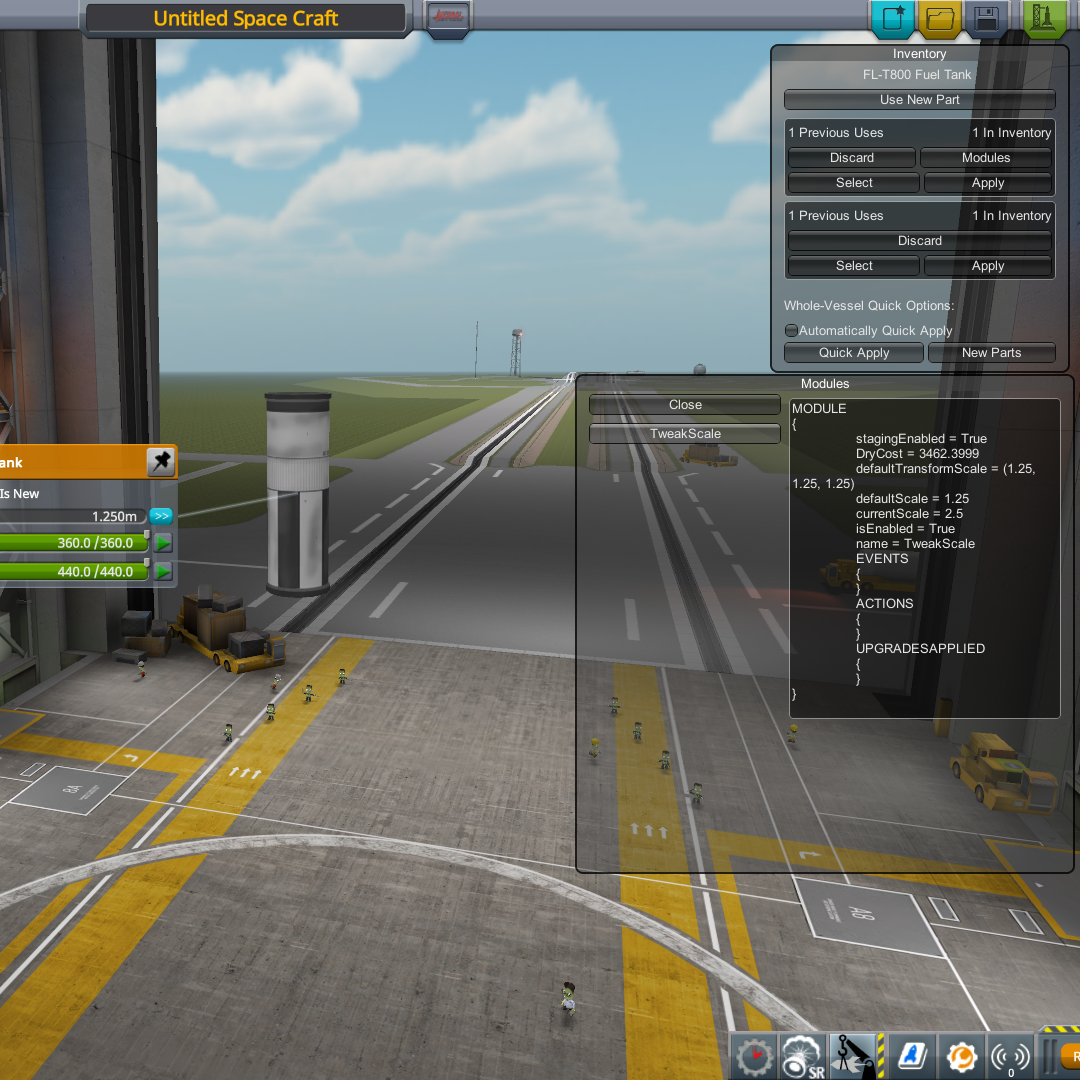 Untitled Space Craft
Inventory
FL-T800 Fuel Tank
Use New Part
1 Previous Uses 1 In Inventory
Discard Modules
Select Apply
1 Previous Uses 1 In Inventory
Discard
Select Apply
Whole-Vessel Quick Options:
Automatically Quick Apply
Quick Apply New Parts
Modules
Close
TweakScale
MODULE
{
stagingEnabled = True
DryCost = 3462.3999
defaultTransformScale = (1.25,
1.25, 1.25)
defaultScale = 1.25
currentScale = 2.5
isEnabled = True
name = TweakScale
EVENTS
{
}
ACTIONS
{
}
UPGRADESAPPLIED
{
}
}
ank
Is New
1.250m >>
360.0/360.0
440.0/440.0
8A
A8
SR
0
R